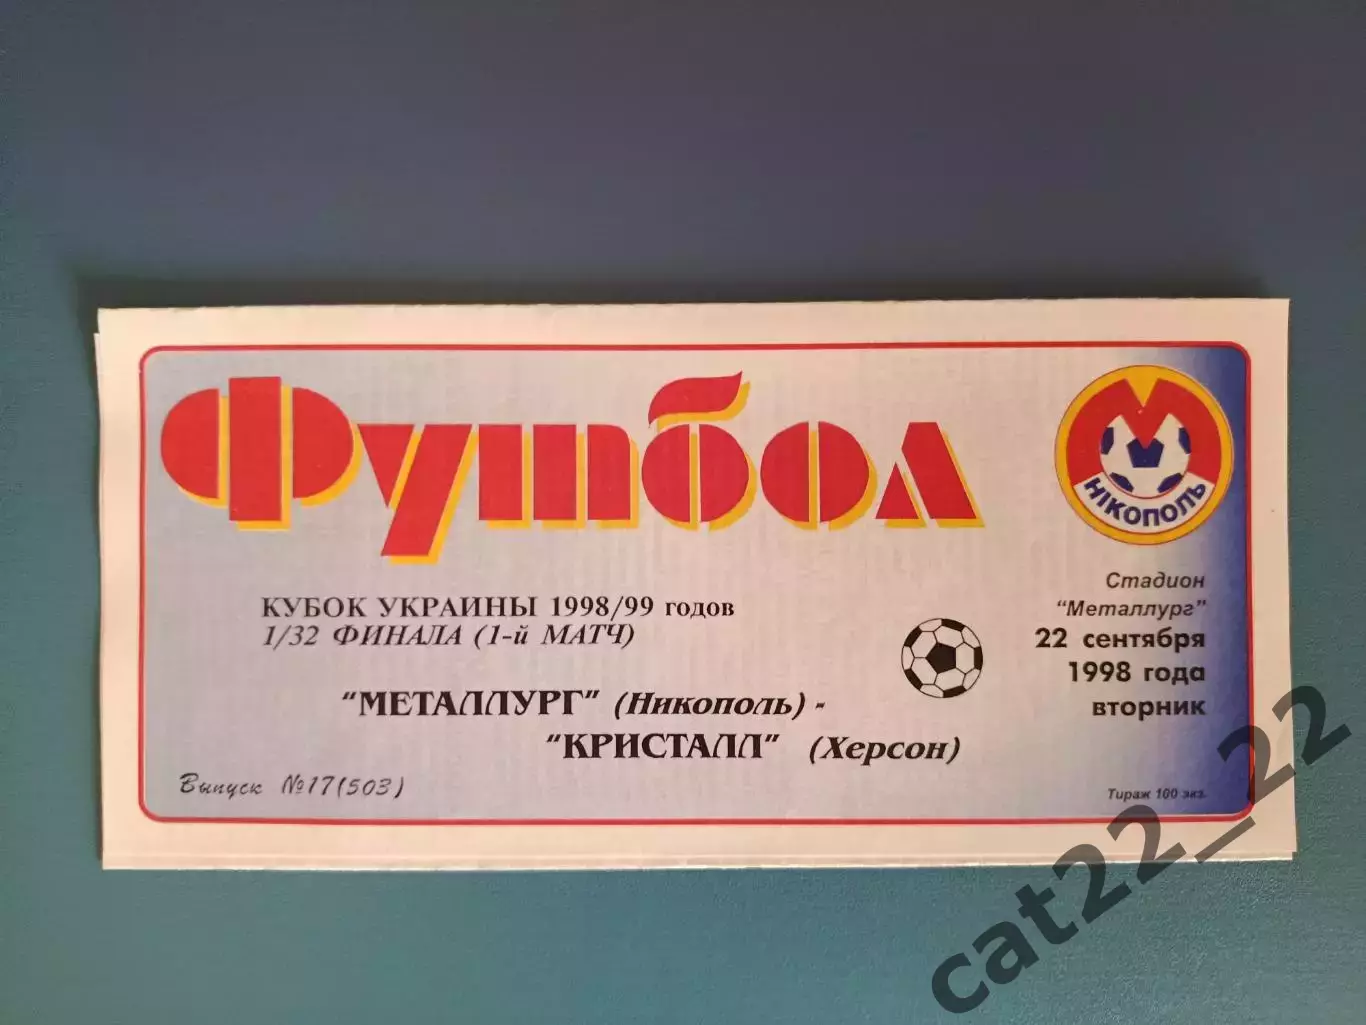 Футбол
М
НІКОПОЛЬ
КУБОК УКРАИНЫ 1998/99 годов
1/32 ФИНАЛА (1-й МАТЧ)
"МЕТАЛЛУРГ" (Никополь) -
"КРИСТАЛЛ" (Херсон)
Выпуск №17(503)
Стадион
"Металлург"
22 сентября
1998 года
вторник
Тираж 100 экз.
cat22_22